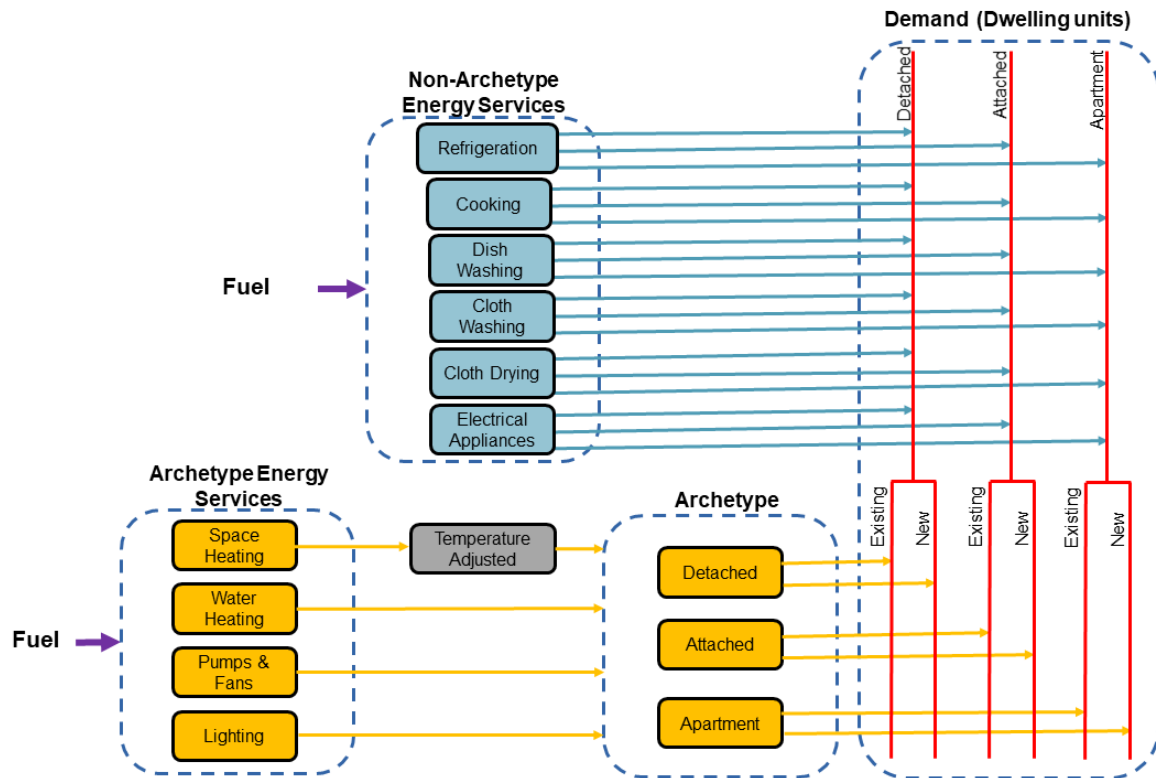 Demand (Dwelling units)
Detached
Attached
Apartment
Non-Archetype
Energy Services
Refrigeration
Cooking
Dish
Washing
Fuel
Cloth
Washing
Cloth Drying
Electrical
Appliances
Archetype Energy
Services
Archetype
Existing
New
Existing
New
Existing
New
Space
Heating
Temperature
Adjusted
Detached
Water
Heating
Fuel
Attached
Pumps &
Fans
Apartment
Lighting